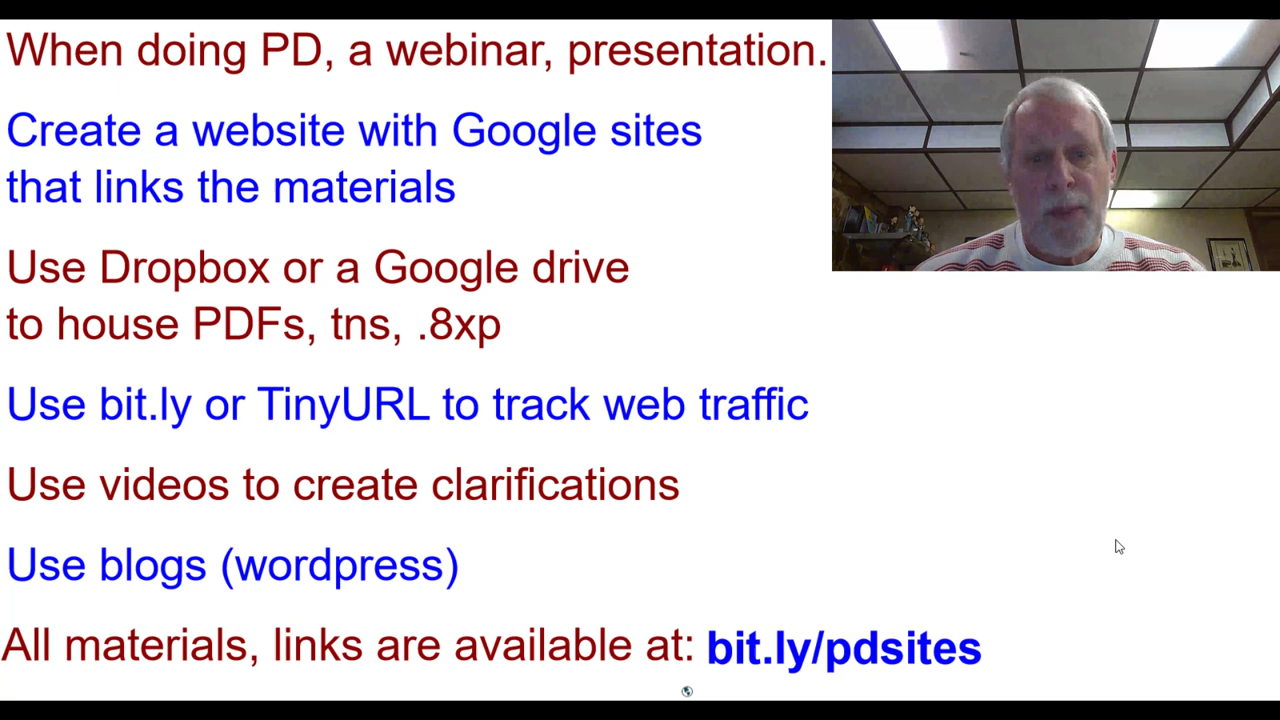 When doing PD, a webinar, presentation.
Create a website with Google sites
that links the materials
Use Dropbox or a Google drive
to house PDFs, tns, .8xp
Use bit.ly or TinyURL to track web traffic
Use videos to create clarifications
Use blogs (wordpress)
All materials, links are available at: bit.ly/pdsites